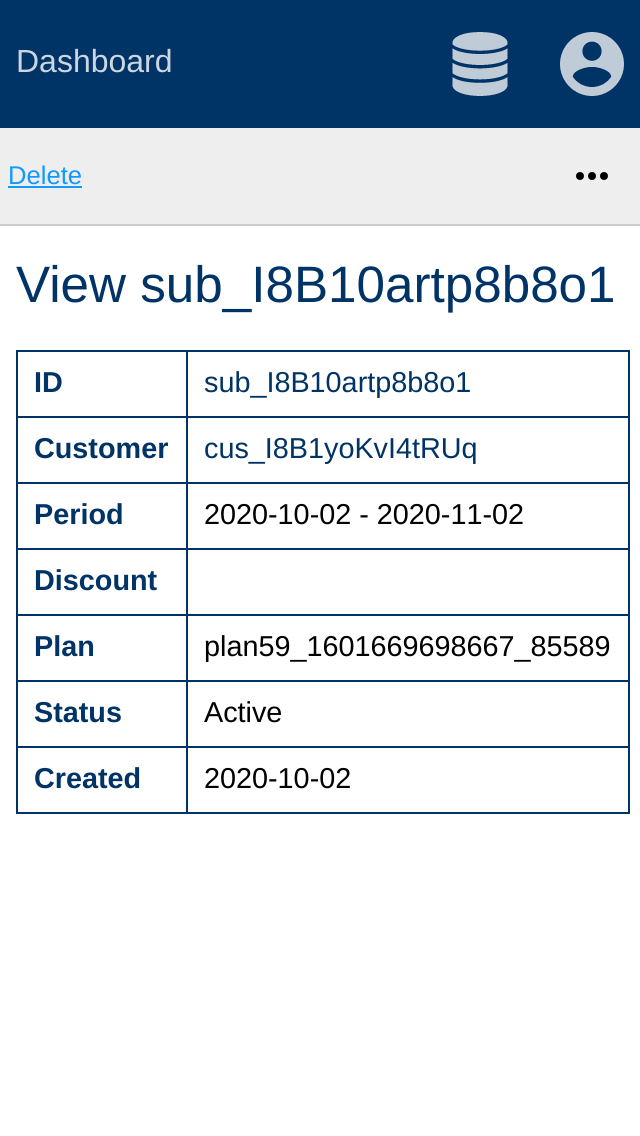 Dashboard
Delete
View sub_I8B10artp8b8o1
ID sub_I8B10artp8b8o1
Customer cus_I8B1yoKvI4tRUq
Period 2020-10-02 - 2020-11-02
Discount
Plan plan59_1601669698667_85589
Status Active
Created 2020-10-02